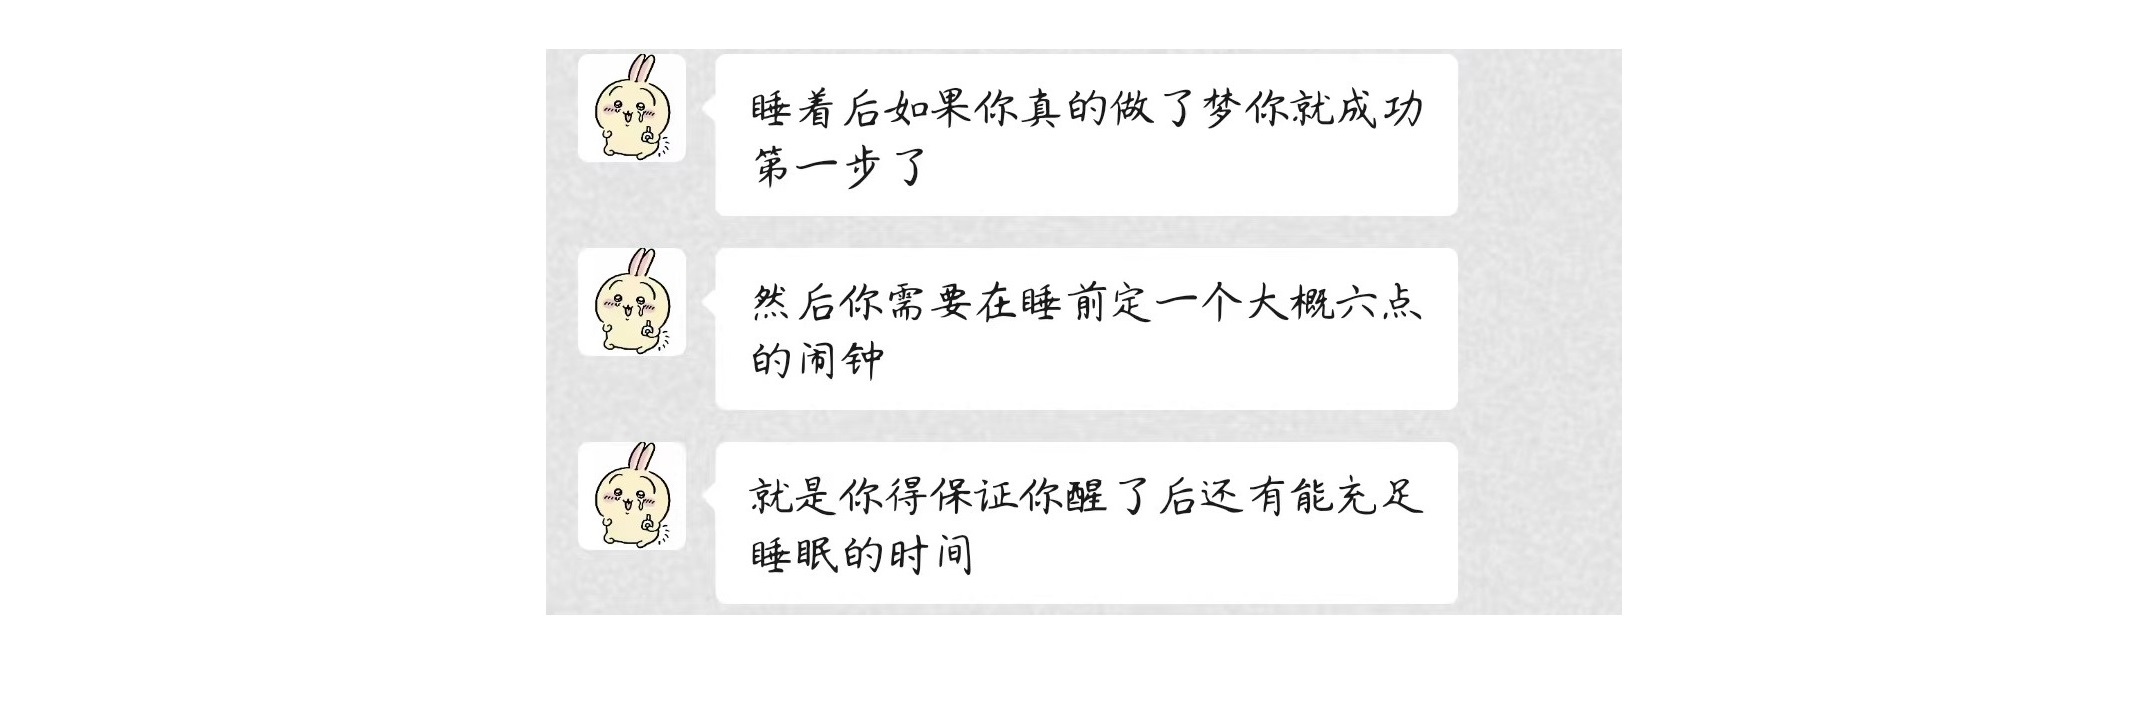 睡着后如果你真的做了梦你就成功
第一步了
然后你需要在睡前定一个大概六点
的闹钟
就是你得保证你醒了后还有能充足
睡眠的时间